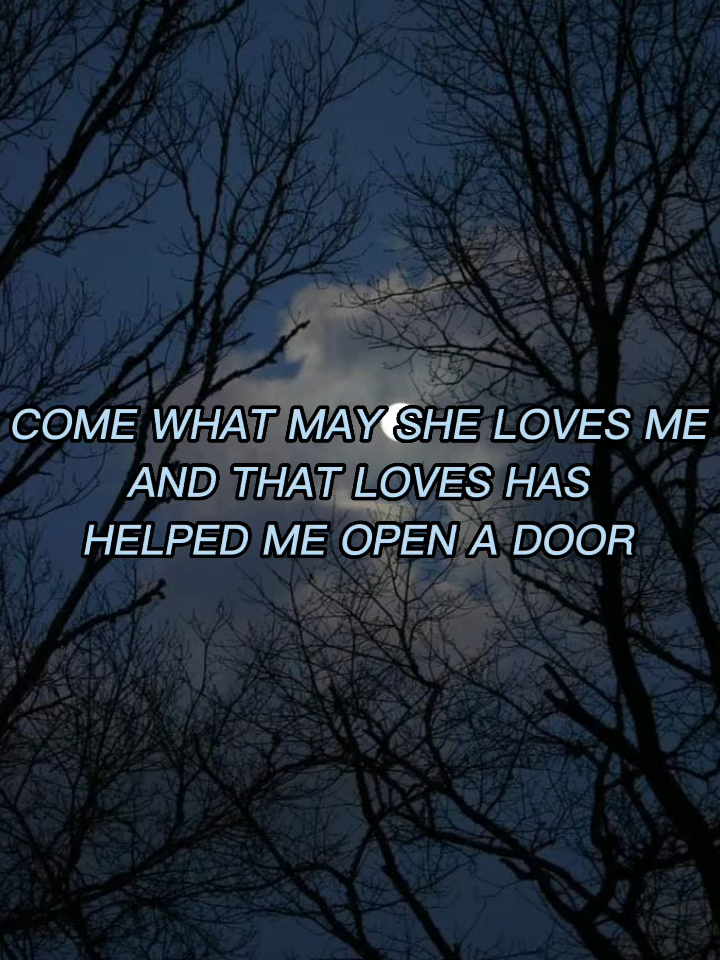 COME WHAT MAY SHE LOVES ME
AND THAT LOVES HAS
HELPED ME OPEN A DOOR